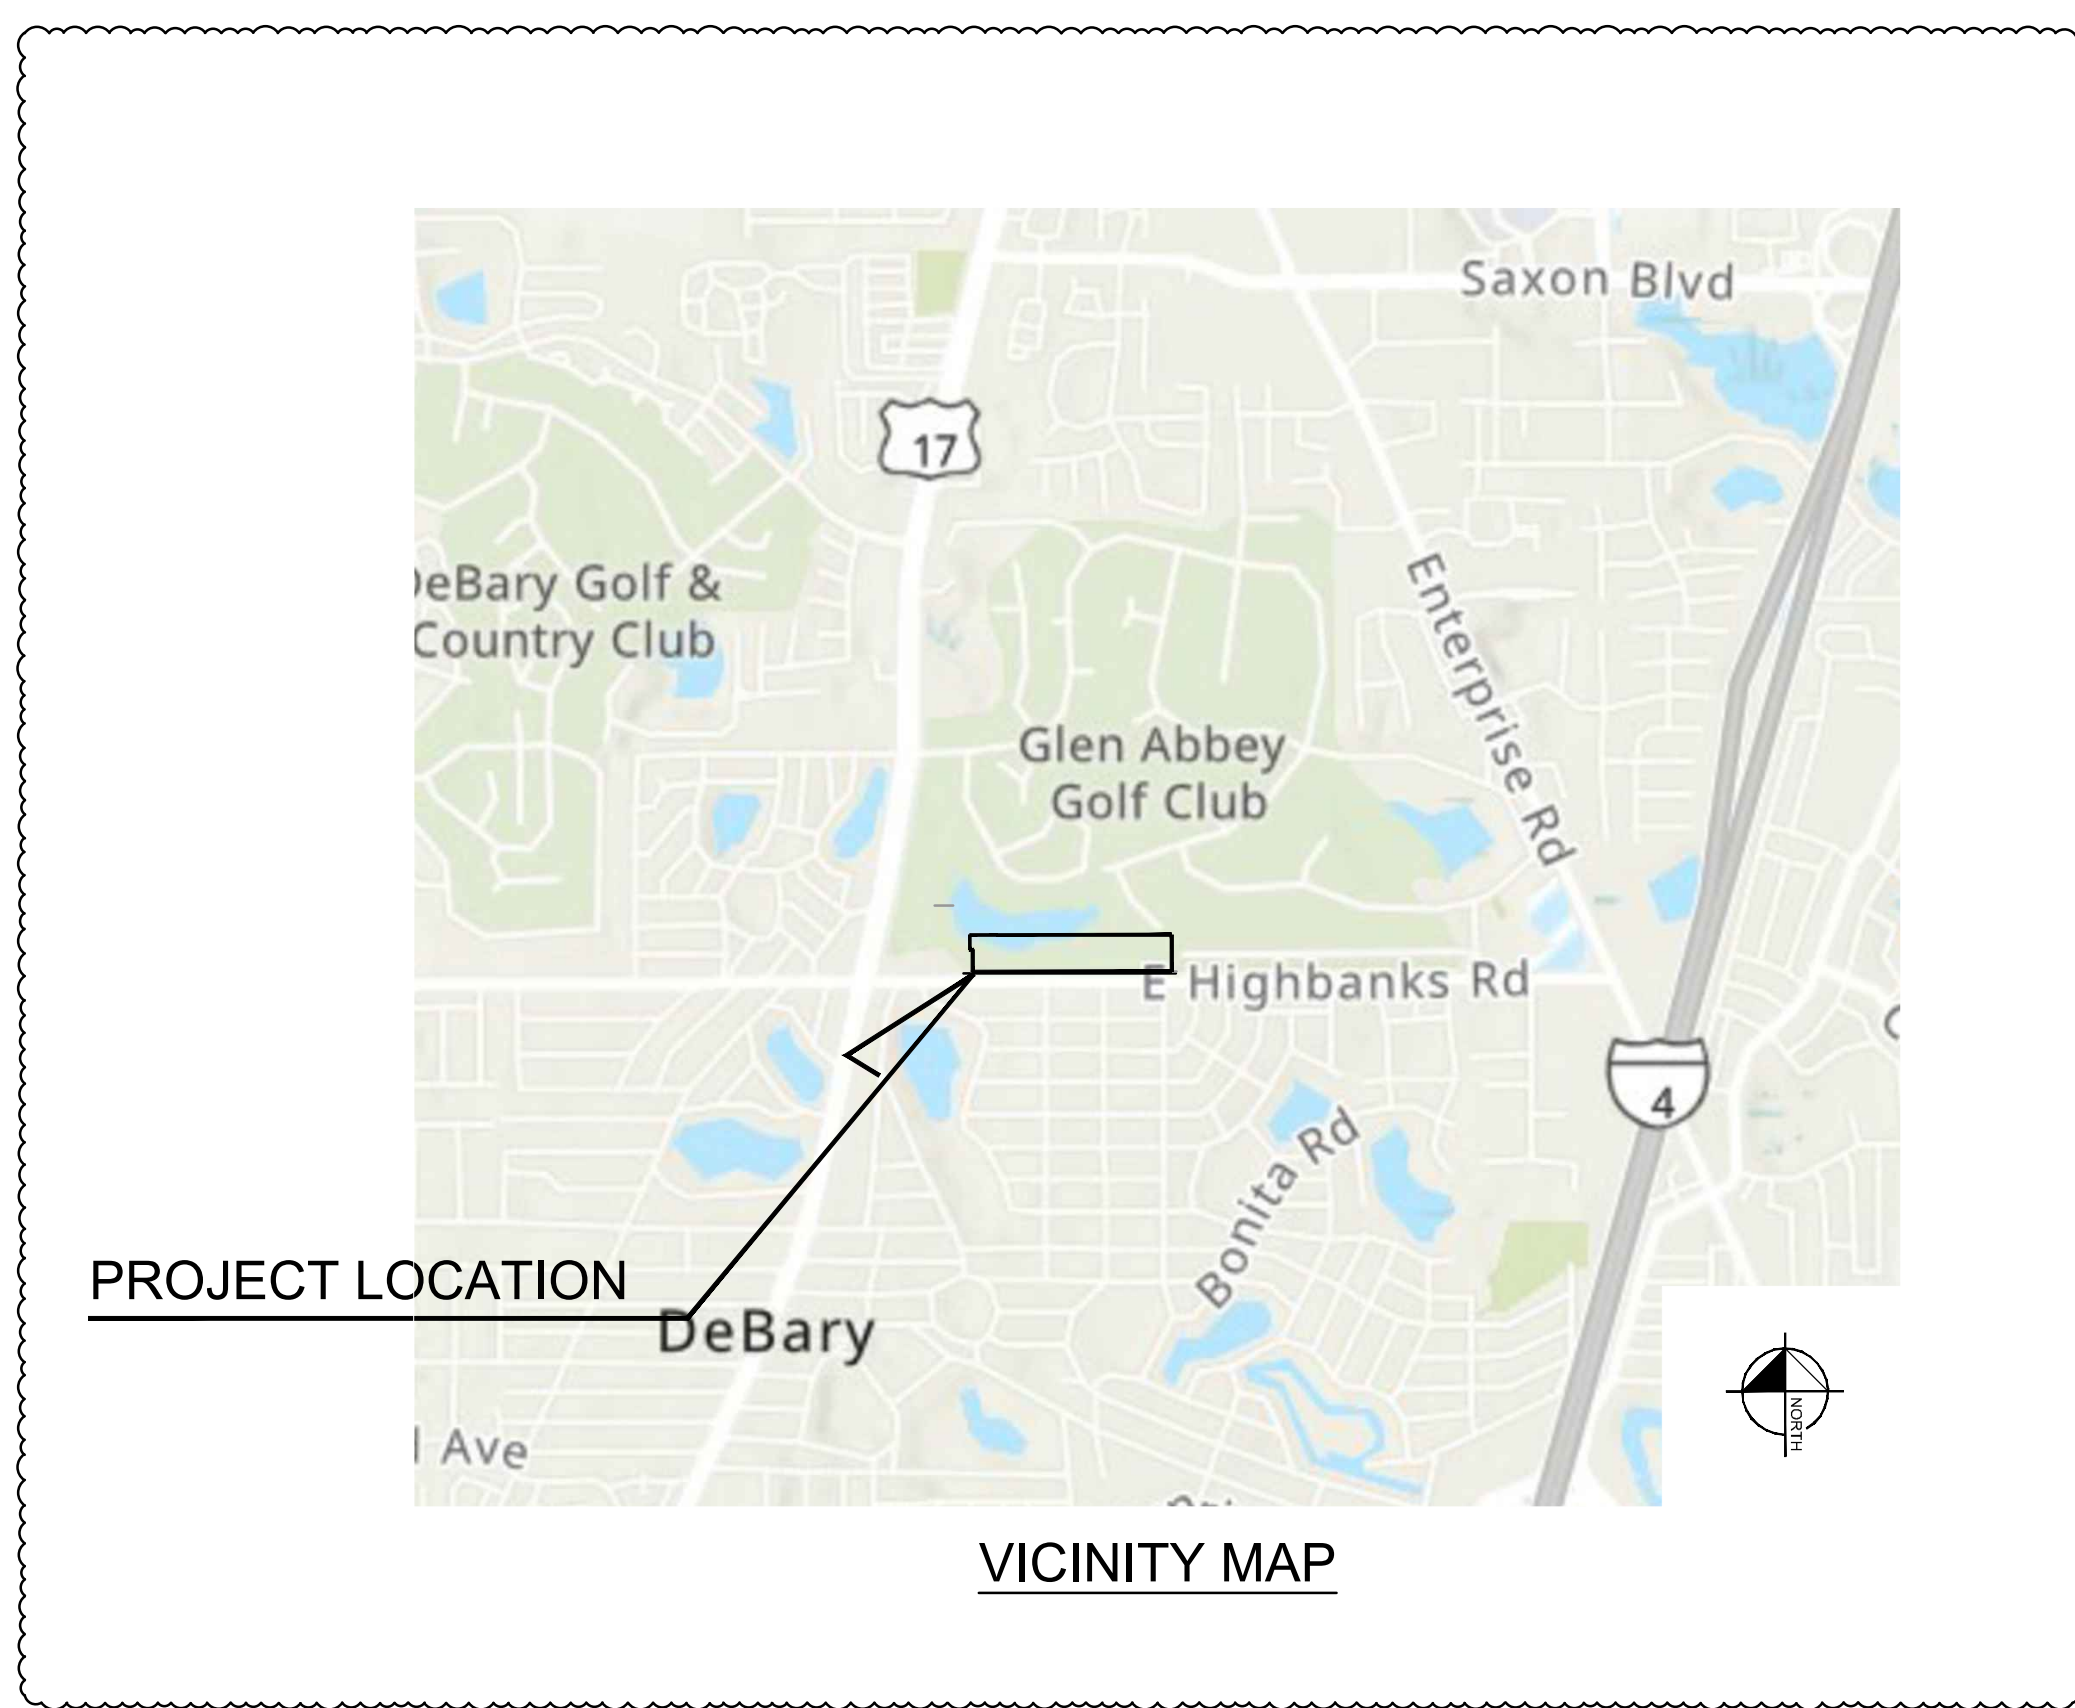 Saxon Blvd
17
eBary Golf &
Country Club
Enterprise Rd
Glen Abbey
Golf Club
E Highbanks Rd
4
Bonita Rd
PROJECT LOCATION
DeBary
Ave
NORTH
VICINITY MAP